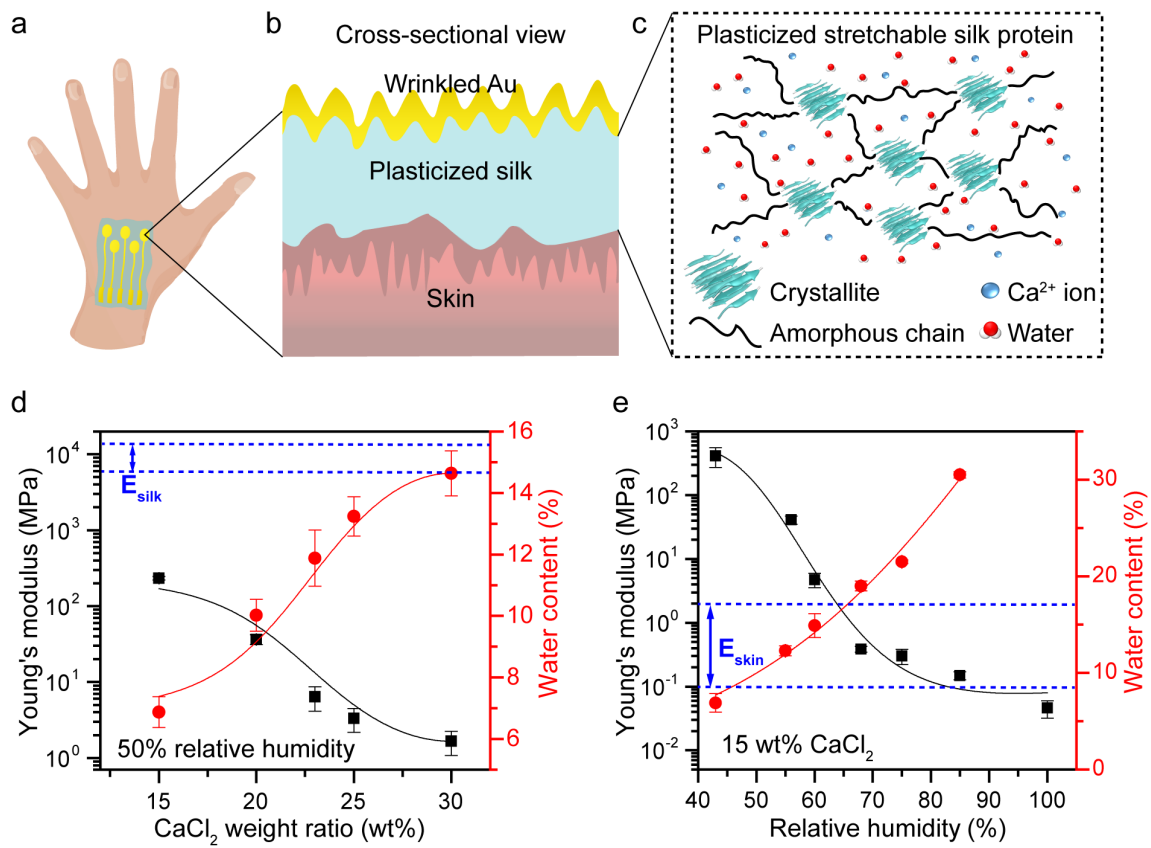 a
b
c
Cross-sectional view
Wrinkled Au
Plasticized silk
Skin
Plasticized stretchable silk protein
Crystallite
Ca²⁺ ion
Amorphous chain
Water
d
Young's modulus (MPa)
10⁴
10³
10²
10¹
10⁰
E_silk
50% relative humidity
15 20 25 30
CaCl₂ weight ratio (wt%)
16
14
12
10
8
6
Water content (%)
e
Young's modulus (MPa)
10³
10²
10¹
10⁰
10⁻¹
10⁻²
E_skin
15 wt% CaCl₂
40 50 60 70 80 90 100
Relative humidity (%)
30
20
10
0
Water content (%)